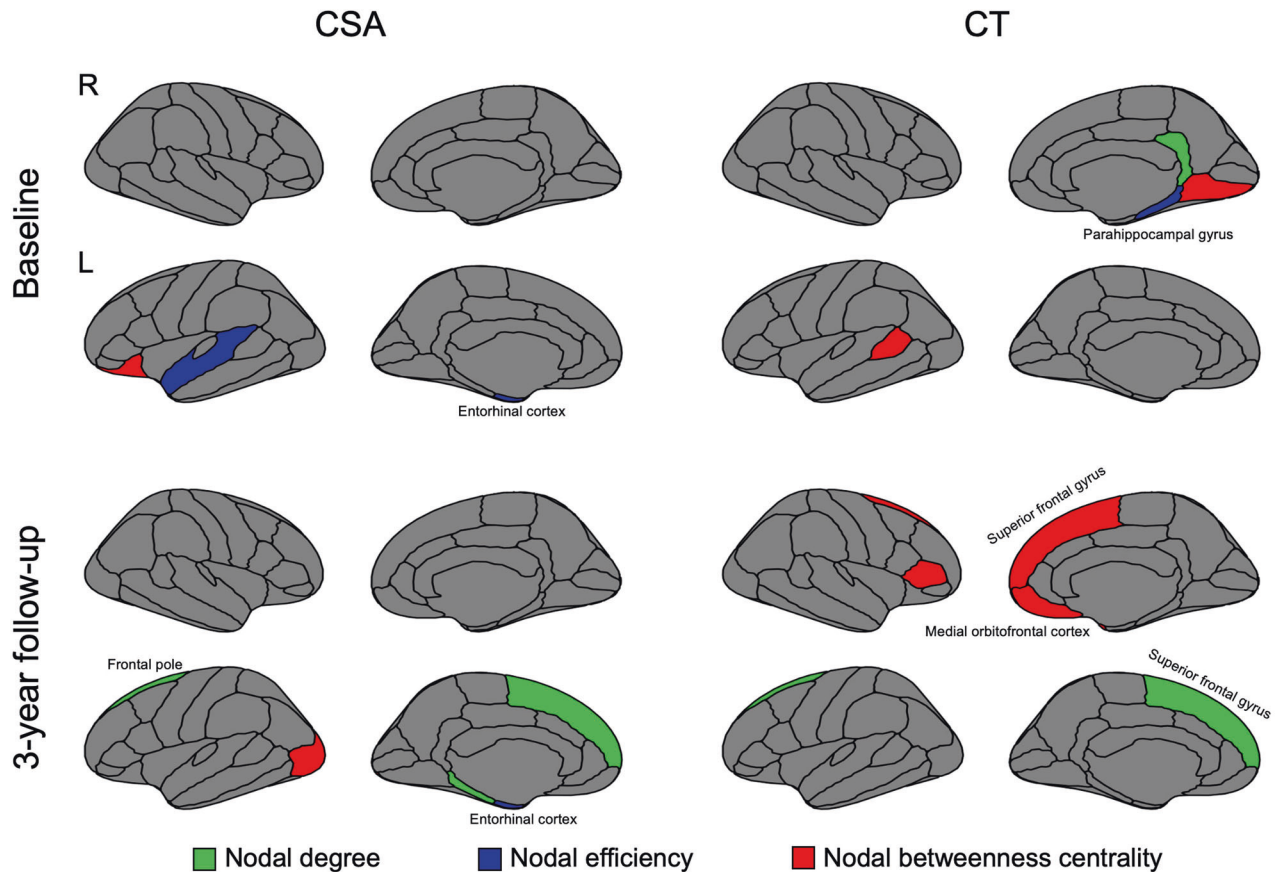 CSA
CT
R
Baseline
Parahippocampal gyrus
L
Entorhinal cortex
3-year follow-up
Superior frontal gyrus
Medial orbitofrontal cortex
Frontal pole
Superior frontal gyrus
Entorhinal cortex
Nodal degree
Nodal efficiency
Nodal betweenness centrality